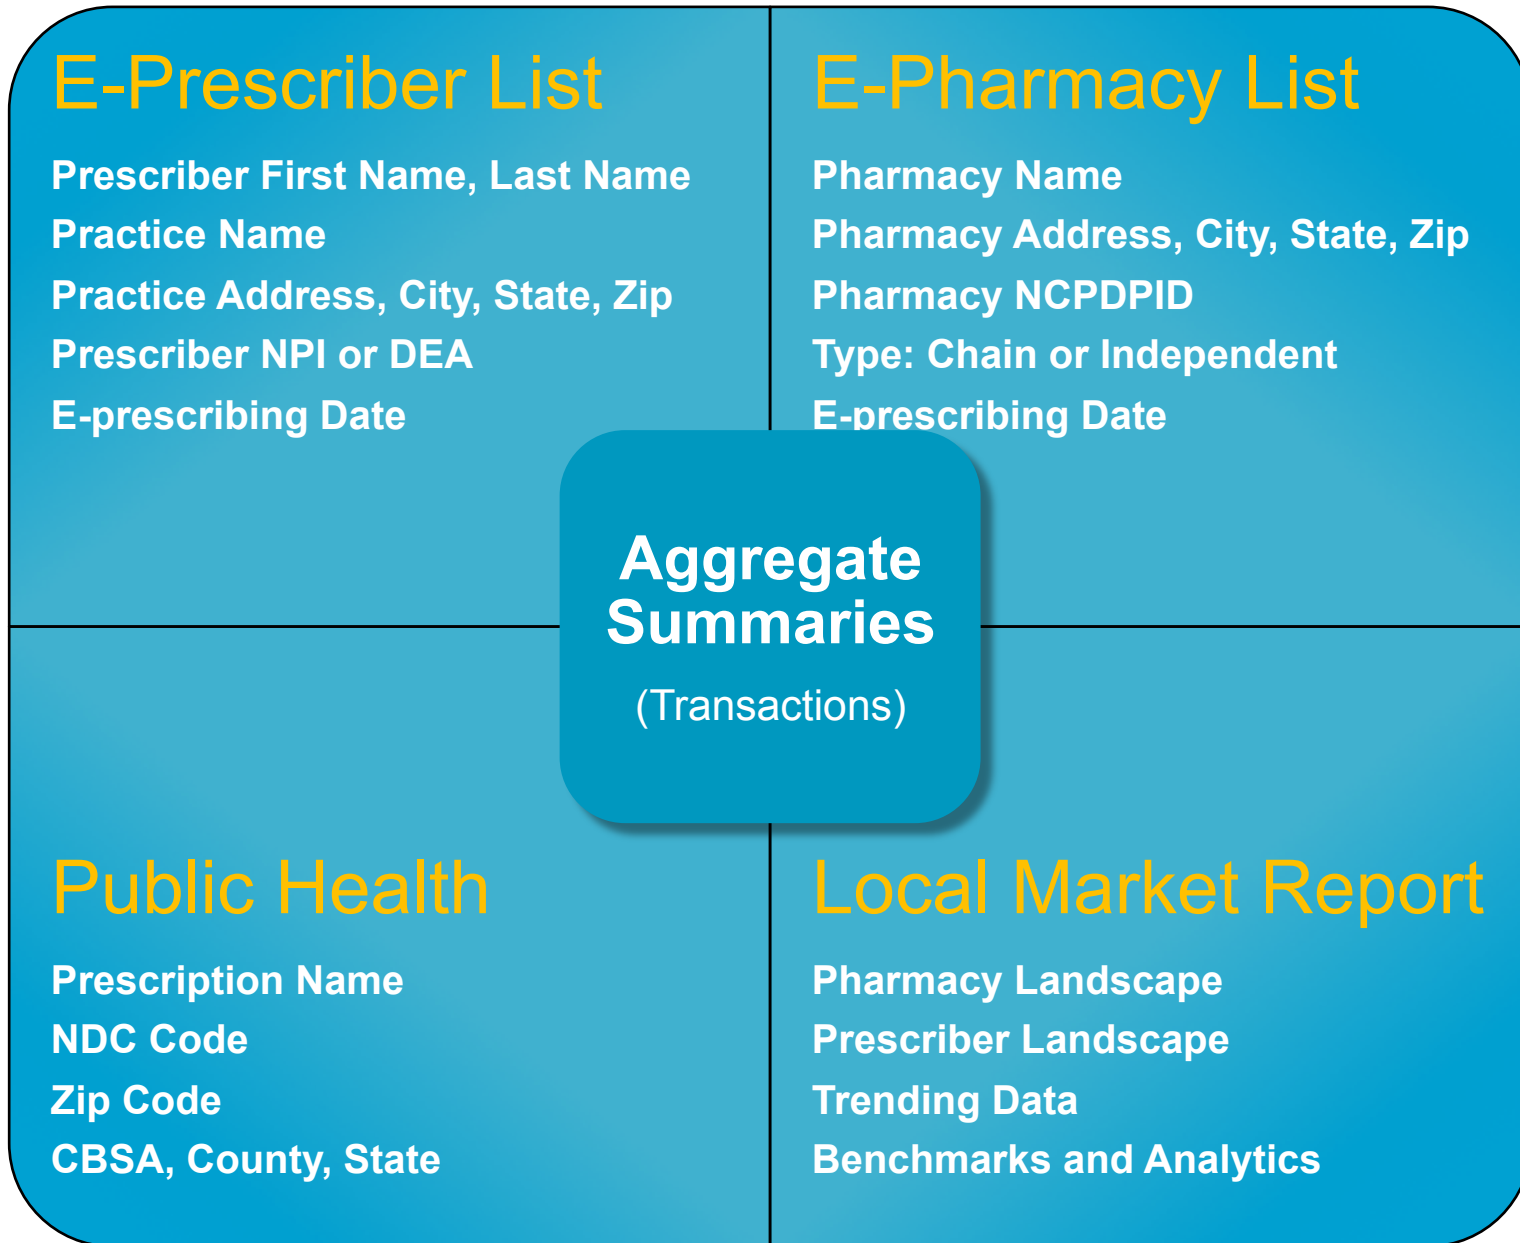 E-Prescriber List
Prescriber First Name, Last Name
Practice Name
Practice Address, City, State, Zip
Prescriber NPI or DEA
E-prescribing Date
E-Pharmacy List
Pharmacy Name
Pharmacy Address, City, State, Zip
Pharmacy NCPDPID
Type: Chain or Independent
E-prescribing Date
Aggregate
Summaries
(Transactions)
Public Health
Prescription Name
NDC Code
Zip Code
CBSA, County, State
Local Market Report
Pharmacy Landscape
Prescriber Landscape
Trending Data
Benchmarks and Analytics